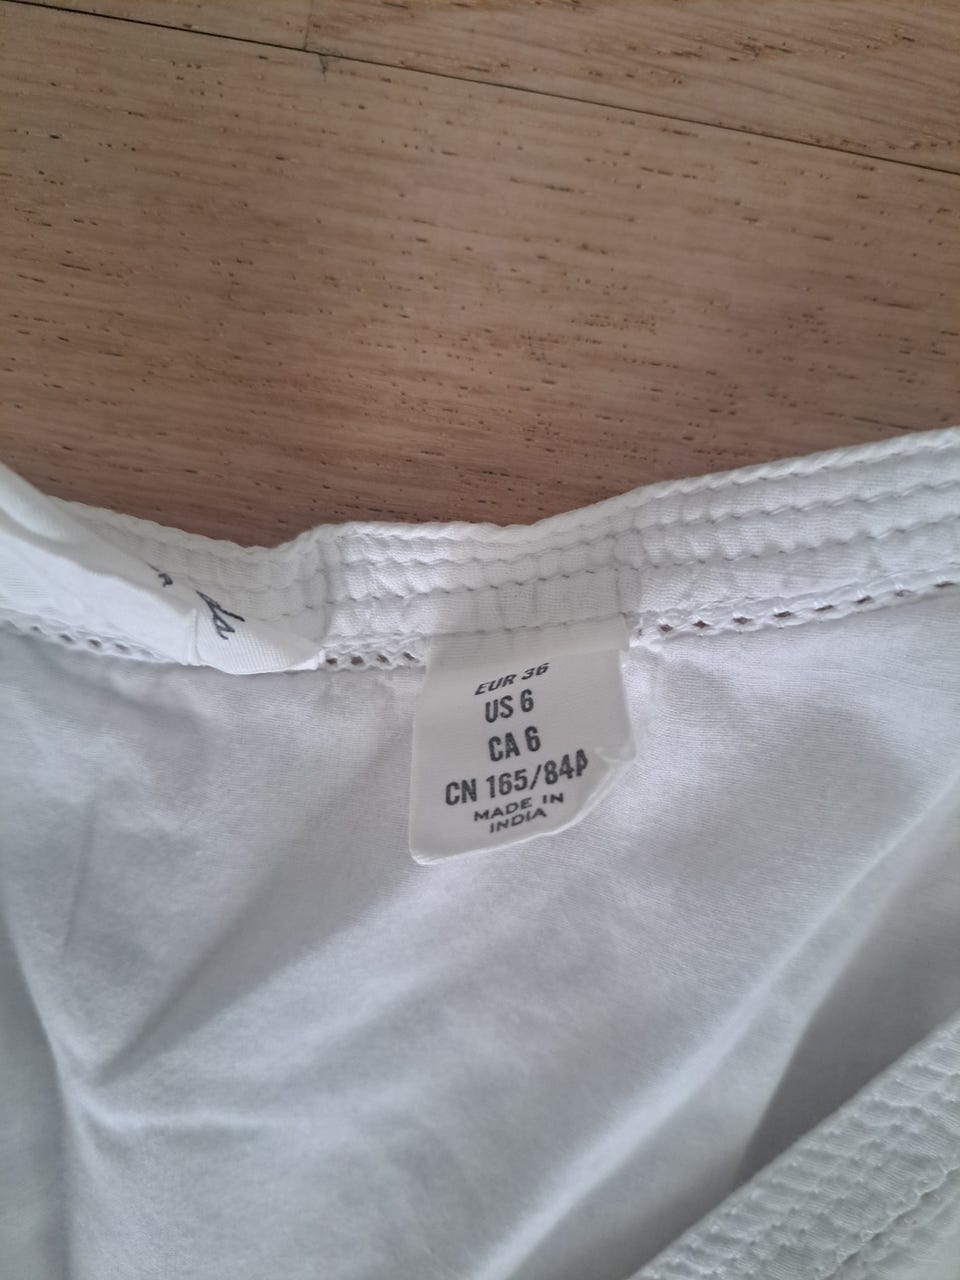 EUR 36
US 6
CA 6
CN 165/84A
MADE IN
INDIA